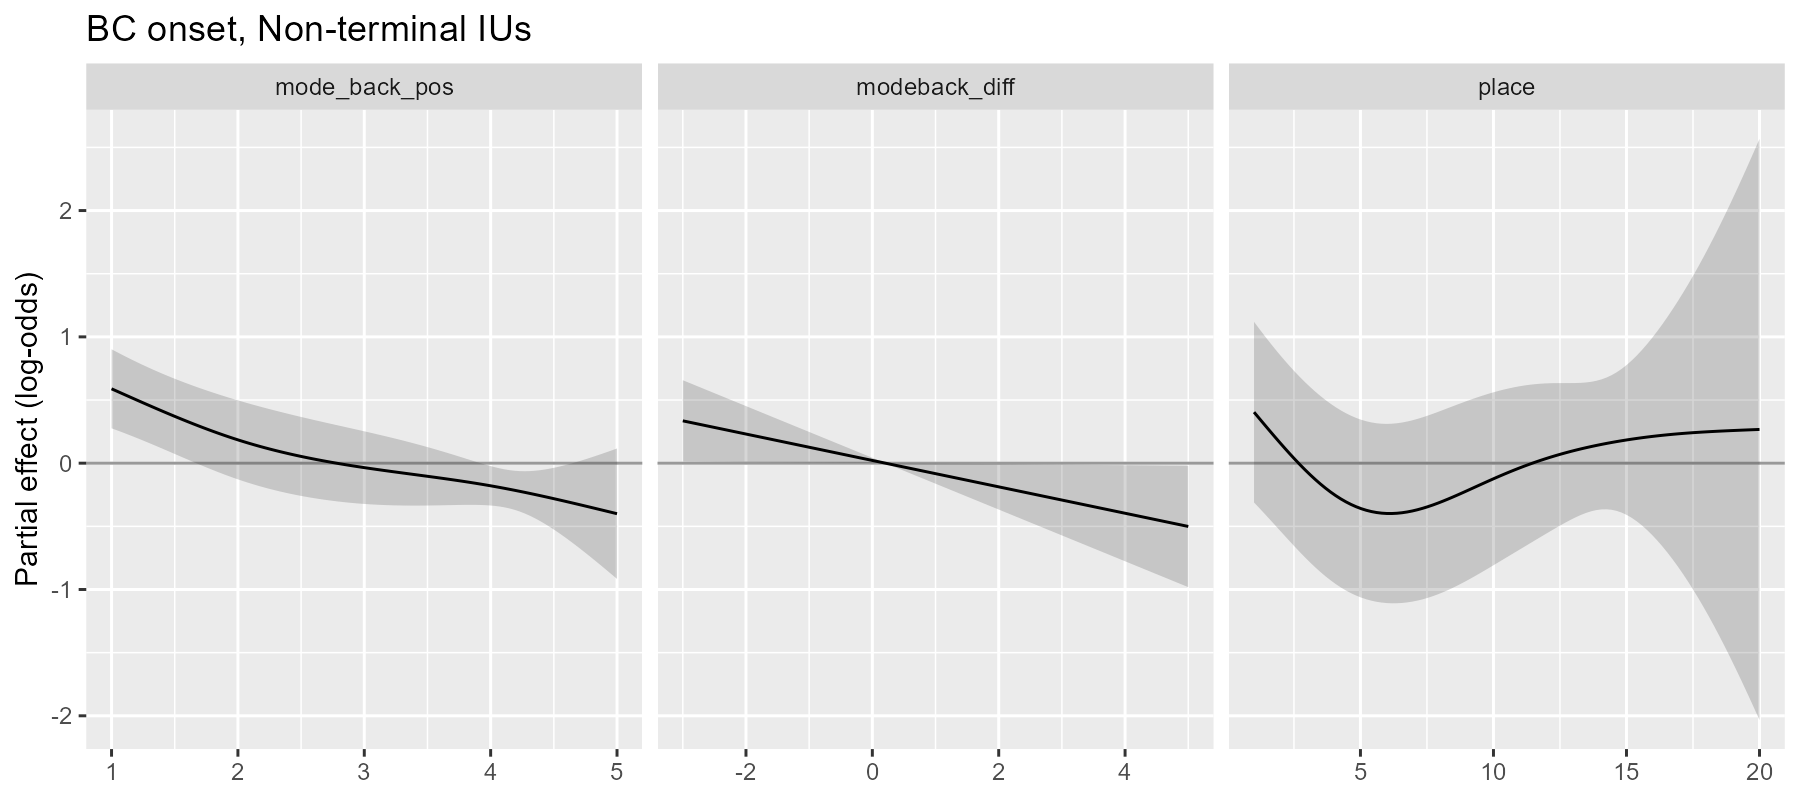 BC onset, Non-terminal IUs
mode_back_pos
modeback_diff
place
Partial effect (log-odds)
2
1
0
-1
-2
1 2 3 4 5
-2 0 2 4
5 10 15 20